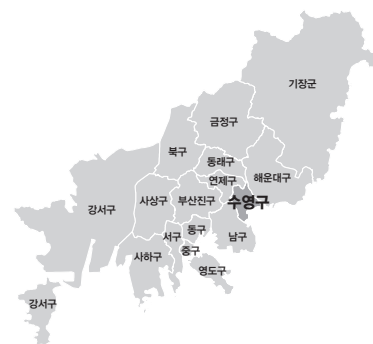 기장군
금정구
북구
동래구
해운대구
연제구
강서구
사상구
부산진구
수영구
서구
동구
남구
중구
사하구
영도구
강서구